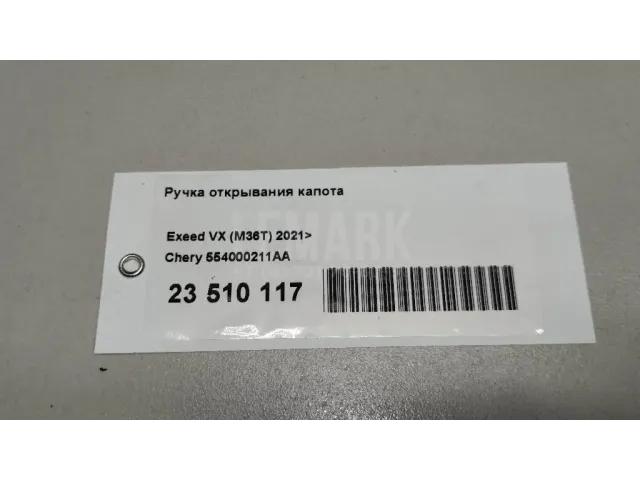 Ручка открывания капота
Exeed VX (M36T) 2021>
Chery 554000211AA
23 510 117